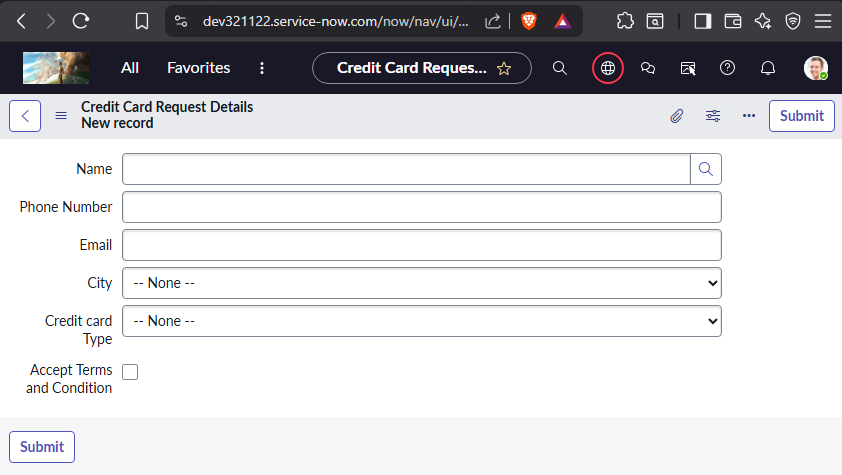 dev321122.service-now.com/now/nav/ui/...
All Favorites Credit Card Reques...
Credit Card Request Details
New record
Submit
Name
Phone Number
Email
City -- None --
Credit card Type -- None --
Accept Terms and Condition
Submit